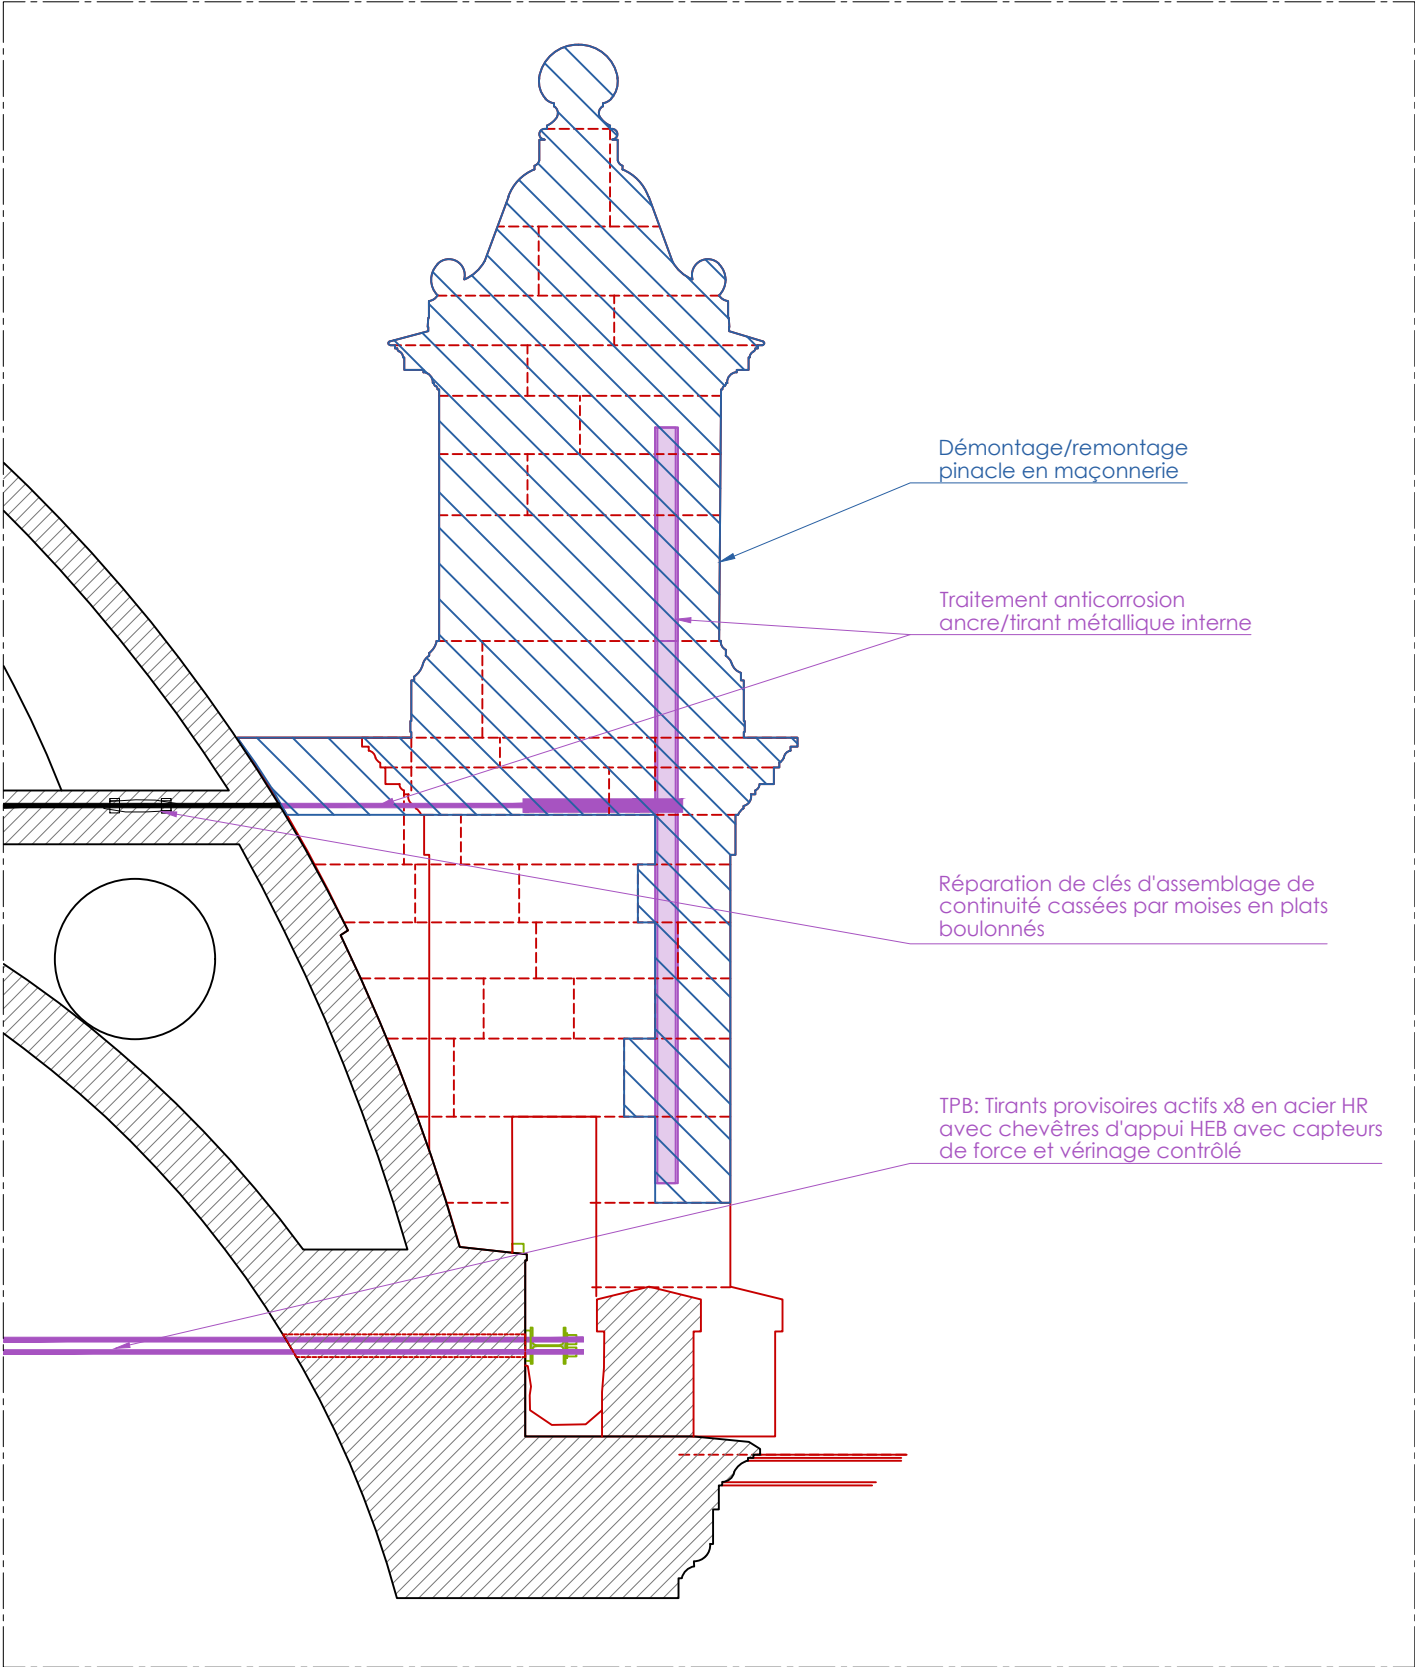 Démontage/remontage
pinacle en maçonnerie
Traitement anticorrosion
ancre/tirant métallique interne
Réparation de clés d'assemblage de
continuité cassées par moises en plats
boulonnés
TPB: Tirants provisoires actifs x8 en acier HR
avec chevêtres d'appui HEB avec capteurs
de force et vérinage contrôlé